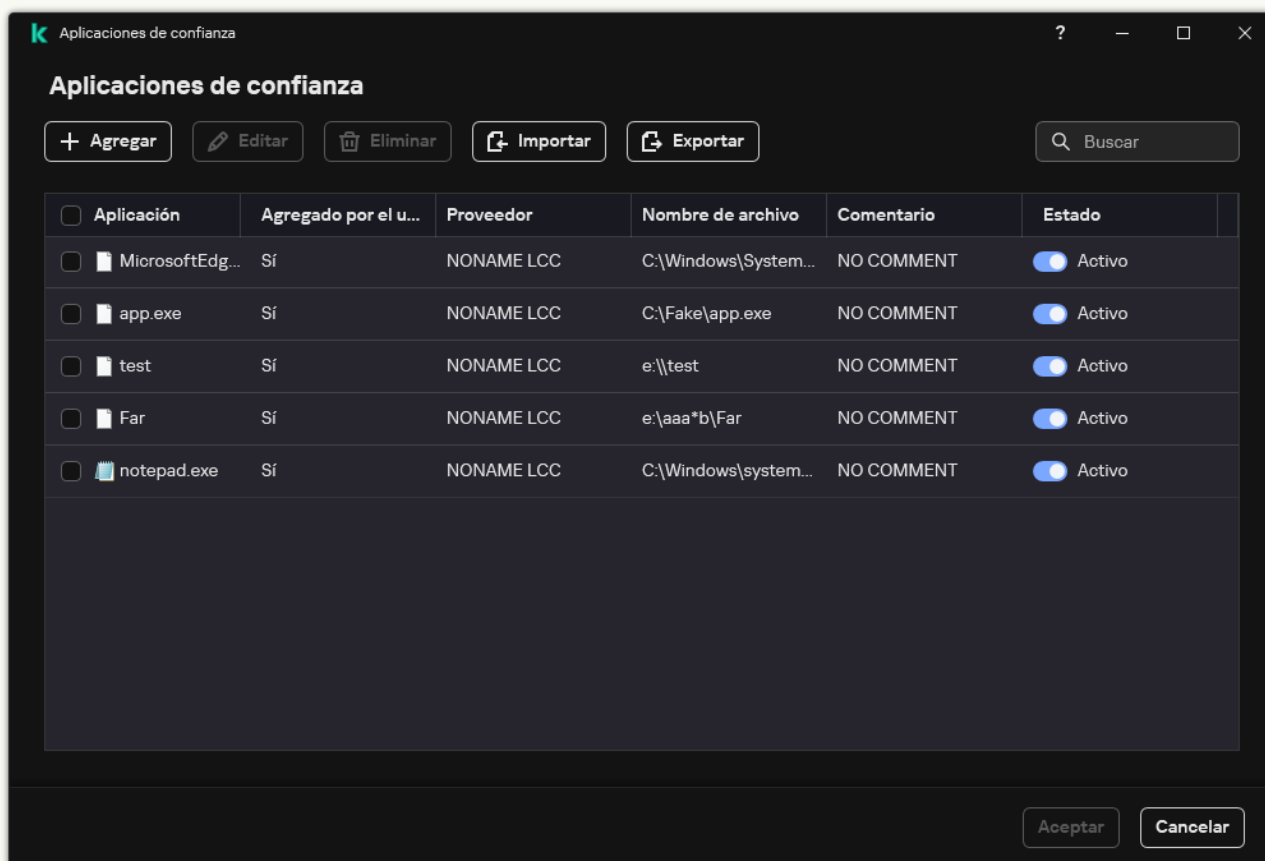 Aplicaciones de confianza
?
Aplicaciones de confianza
Agregar Editar Eliminar Importar Exportar Buscar
Aplicación Agregado por el u... Proveedor Nombre de archivo Comentario Estado
MicrosoftEdg... Sí NONAME LCC C:\Windows\System... NO COMMENT Activo
app.exe Sí NONAME LCC C:\Fake\app.exe NO COMMENT Activo
test Sí NONAME LCC e:\\test NO COMMENT Activo
Far Sí NONAME LCC e:\aaa*b\Far NO COMMENT Activo
notepad.exe Sí NONAME LCC C:\Windows\system... NO COMMENT Activo
Aceptar Cancelar